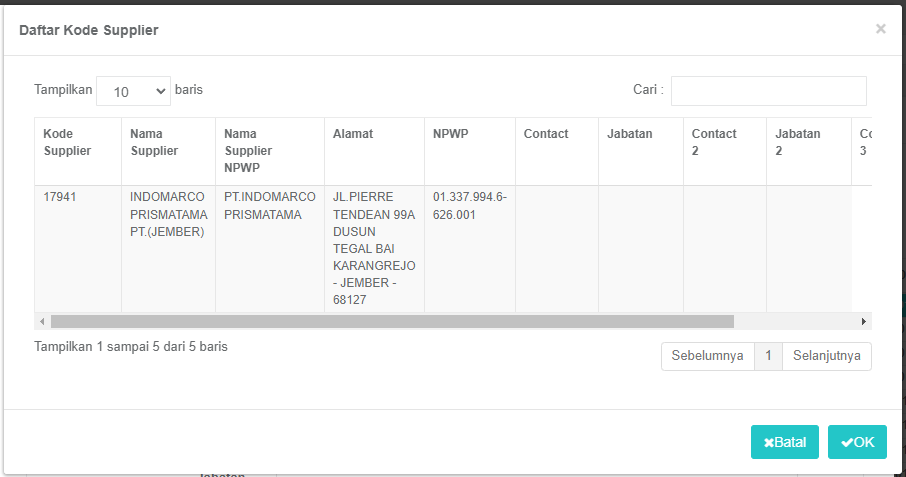 Daftar Kode Supplier
×
Tampilkan 10 baris
Cari :
Kode Supplier
Nama Supplier
Nama Supplier NPWP
Alamat
NPWP
Contact
Jabatan
Contact 2
Jabatan 2
3
17941
INDOMARCO PRISMATAMA PT.(JEMBER)
PT.INDOMARCO PRISMATAMA
JL.PIERRE TENDEAN 99A DUSUN TEGAL BAI KARANGREJO - JEMBER - 68127
01.337.994.6-626.001
Tampilkan 1 sampai 5 dari 5 baris
Sebelumnya 1 Selanjutnya
Batal
OK